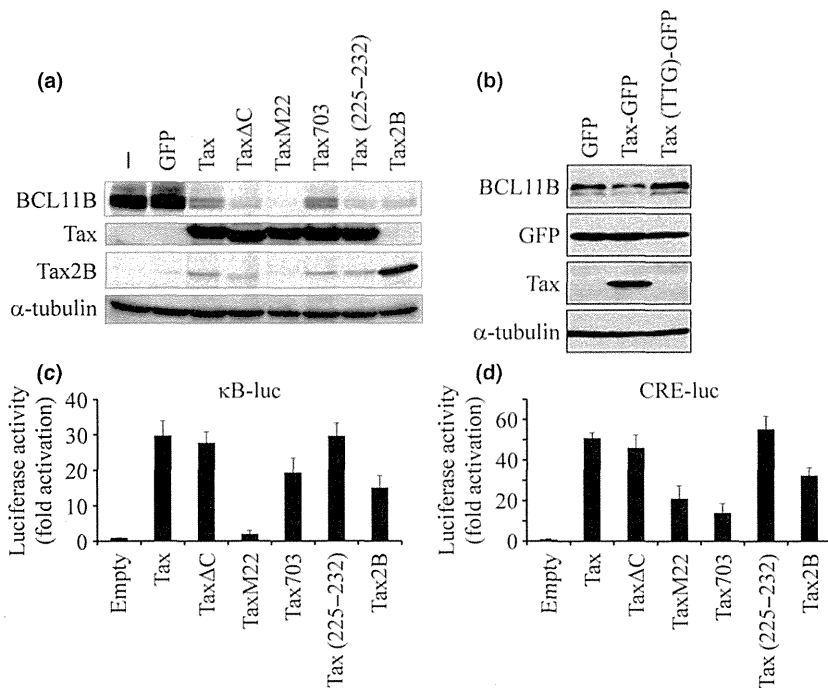 (a)
–
GFP
Tax
TaxΔC
TaxM22
Tax703
Tax (225–232)
Tax2B
BCL11B
Tax
Tax2B
α-tubulin
(b)
GFP
Tax-GFP
Tax (TTG)-GFP
BCL11B
GFP
Tax
α-tubulin
(c)
κB-luc
Luciferase activity
(fold activation)
40
30
20
10
0
Empty
Tax
TaxΔC
TaxM22
Tax703
Tax (225–232)
Tax2B
(d)
CRE-luc
Luciferase activity
(fold activation)
60
40
20
0
Empty
Tax
TaxΔC
TaxM22
Tax703
Tax (225–232)
Tax2B